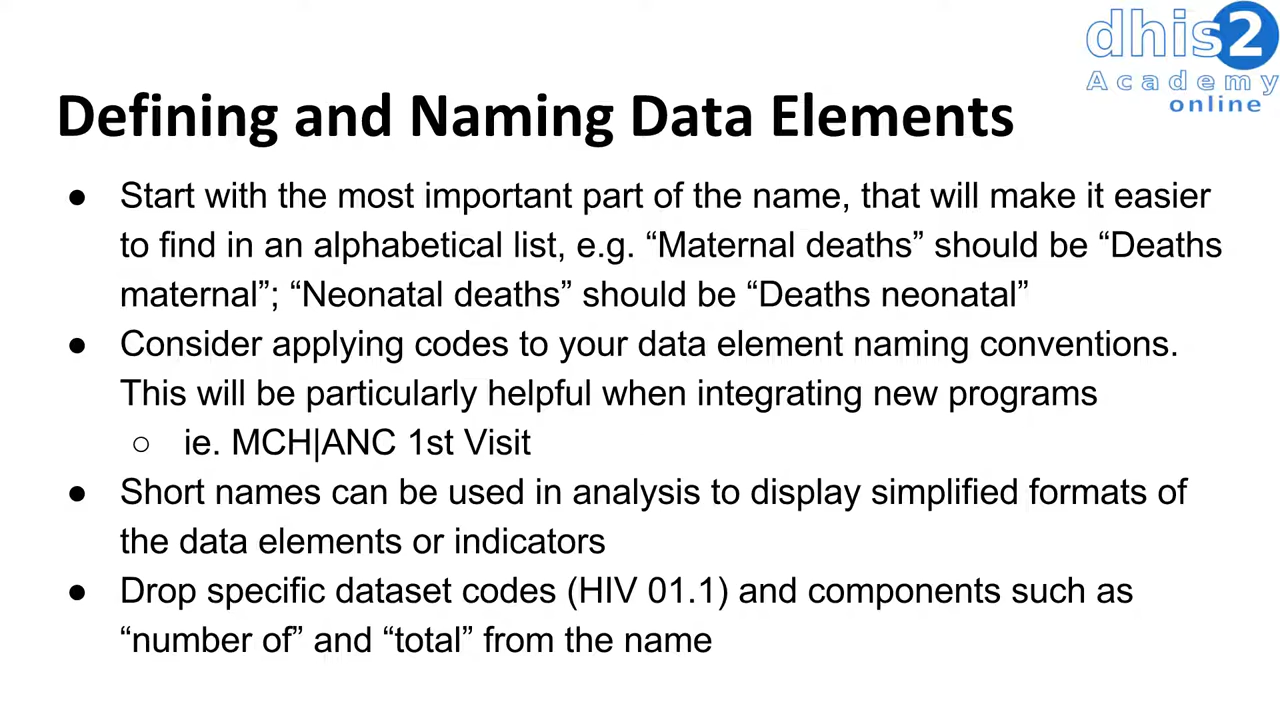 dhis2
Academy
online
Defining and Naming Data Elements
● Start with the most important part of the name, that will make it easier
to find in an alphabetical list, e.g. “Maternal deaths” should be “Deaths
maternal”; “Neonatal deaths” should be “Deaths neonatal”
● Consider applying codes to your data element naming conventions.
This will be particularly helpful when integrating new programs
○ ie. MCH|ANC 1st Visit
● Short names can be used in analysis to display simplified formats of
the data elements or indicators
● Drop specific dataset codes (HIV 01.1) and components such as
“number of” and “total” from the name